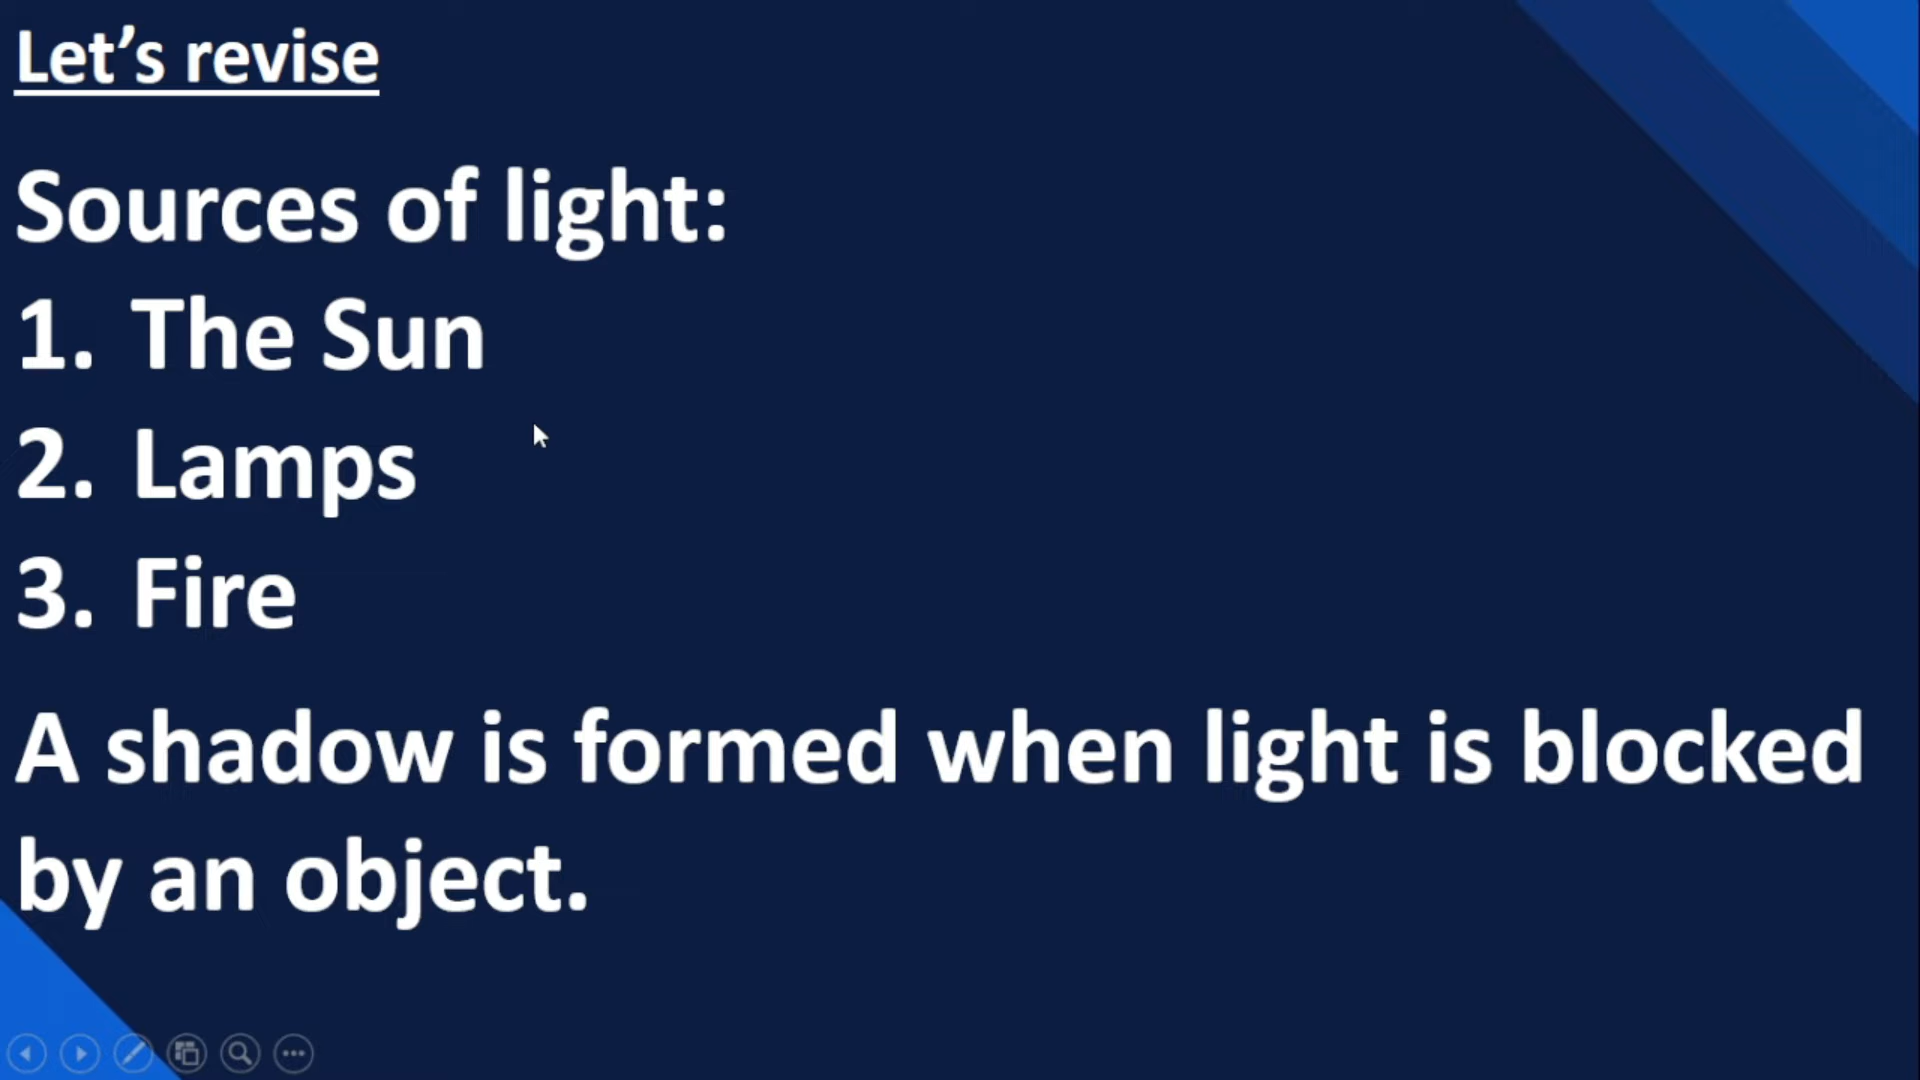 Let’s revise
Sources of light:
1. The Sun
2. Lamps
3. Fire
A shadow is formed when light is blocked
by an object.